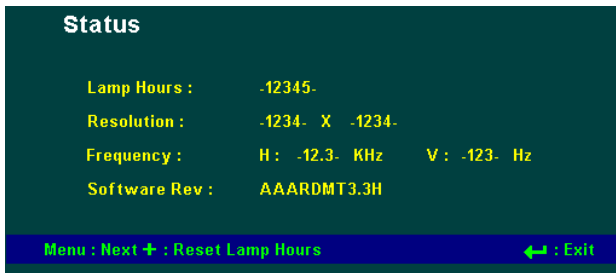 Status
Lamp Hours : -12345-
Resolution : -1234- X -1234-
Frequency : H : -12.3- KHz V : -123- Hz
Software Rev : AAARDMT3.3H
Menu : Next + : Reset Lamp Hours ↵ : Exit